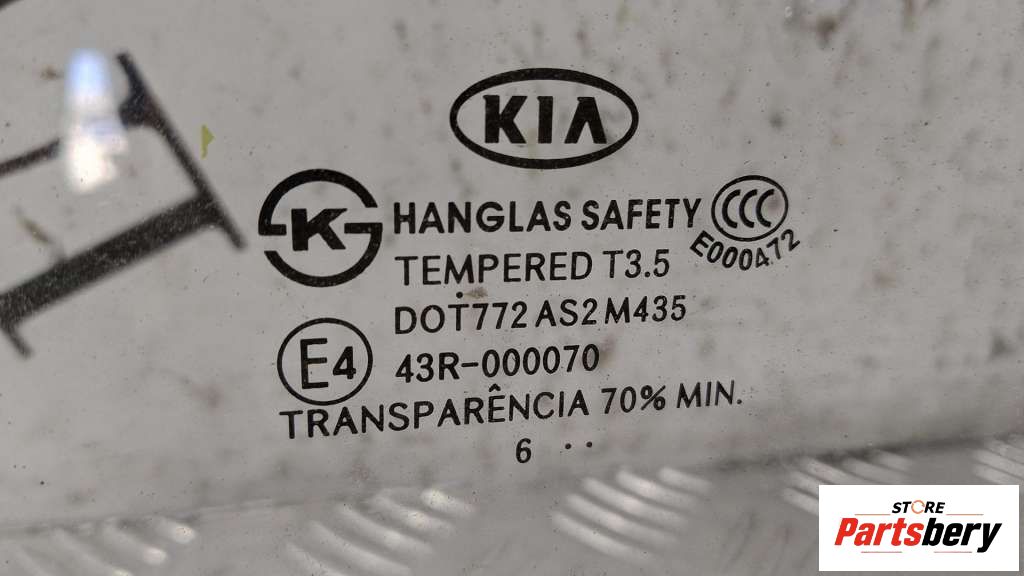 KIA
K HANGLAS SAFETY CCC
E000472
TEMPERED T3.5
DOT772 AS2 M435
E4 43R-000070
TRANSPARÊNCIA 70% MIN.
6 ..
STORE
Partsbery